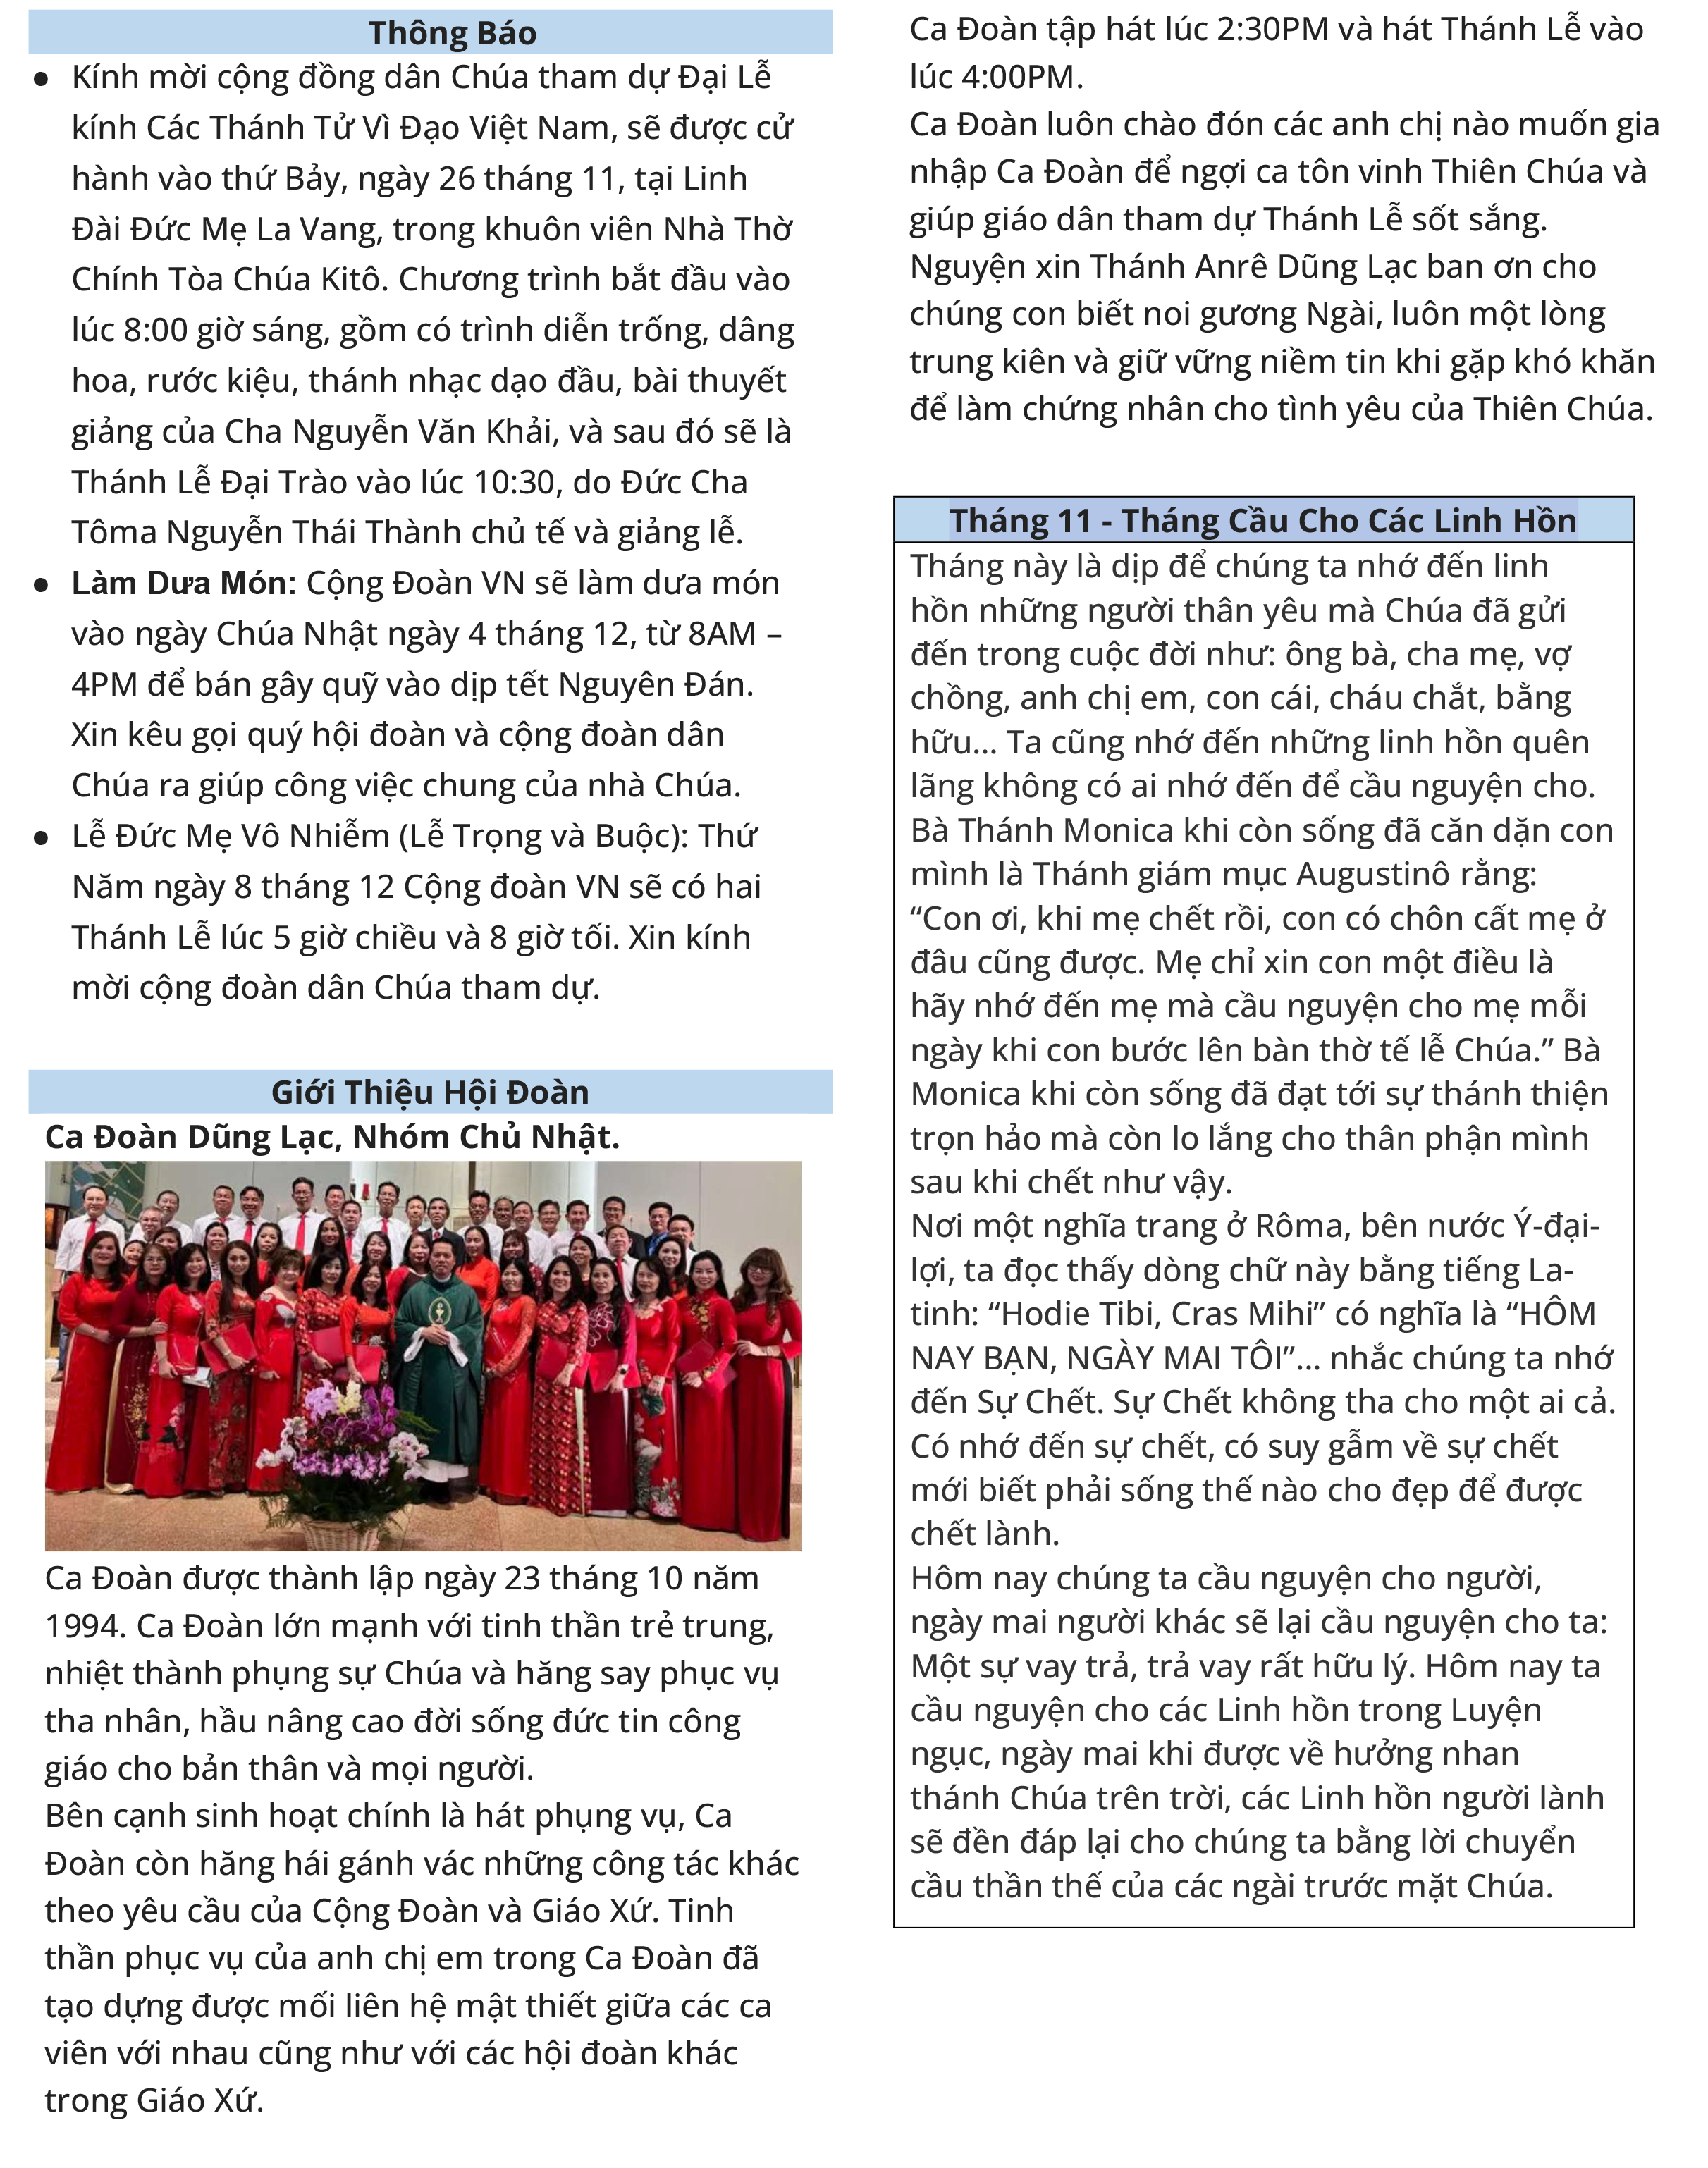 Thông Báo
● Kính mời cộng đồng dân Chúa tham dự Đại Lễ
kính Các Thánh Tử Vì Đạo Việt Nam, sẽ được cử
hành vào thứ Bảy, ngày 26 tháng 11, tại Linh
Đài Đức Mẹ La Vang, trong khuôn viên Nhà Thờ
Chính Tòa Chúa Kitô. Chương trình bắt đầu vào
lúc 8:00 giờ sáng, gồm có trình diễn trống, dâng
hoa, rước kiệu, thánh nhạc dạo đầu, bài thuyết
giảng của Cha Nguyễn Văn Khải, và sau đó sẽ là
Thánh Lễ Đại Trào vào lúc 10:30, do Đức Cha
Tôma Nguyễn Thái Thành chủ tế và giảng lễ.
● Làm Dưa Món: Cộng Đoàn VN sẽ làm dưa món
vào ngày Chúa Nhật ngày 4 tháng 12, từ 8AM –
4PM để bán gây quỹ vào dịp tết Nguyên Đán.
Xin kêu gọi quý hội đoàn và cộng đoàn dân
Chúa ra giúp công việc chung của nhà Chúa.
● Lễ Đức Mẹ Vô Nhiễm (Lễ Trọng và Buộc): Thứ
Năm ngày 8 tháng 12 Cộng đoàn VN sẽ có hai
Thánh Lễ lúc 5 giờ chiều và 8 giờ tối. Xin kính
mời cộng đoàn dân Chúa tham dự.
Giới Thiệu Hội Đoàn
Ca Đoàn Dũng Lạc, Nhóm Chủ Nhật.
Ca Đoàn được thành lập ngày 23 tháng 10 năm
1994. Ca Đoàn lớn mạnh với tinh thần trẻ trung,
nhiệt thành phụng sự Chúa và hăng say phục vụ
tha nhân, hầu nâng cao đời sống đức tin công
giáo cho bản thân và mọi người.
Bên cạnh sinh hoạt chính là hát phụng vụ, Ca
Đoàn còn hăng hái gánh vác những công tác khác
theo yêu cầu của Cộng Đoàn và Giáo Xứ. Tinh
thần phục vụ của anh chị em trong Ca Đoàn đã
tạo dựng được mối liên hệ mật thiết giữa các ca
viên với nhau cũng như với các hội đoàn khác
trong Giáo Xứ.
Ca Đoàn tập hát lúc 2:30PM và hát Thánh Lễ vào
lúc 4:00PM.
Ca Đoàn luôn chào đón các anh chị nào muốn gia
nhập Ca Đoàn để ngợi ca tôn vinh Thiên Chúa và
giúp giáo dân tham dự Thánh Lễ sốt sắng.
Nguyện xin Thánh Anrê Dũng Lạc ban ơn cho
chúng con biết noi gương Ngài, luôn một lòng
trung kiên và giữ vững niềm tin khi gặp khó khăn
để làm chứng nhân cho tình yêu của Thiên Chúa.
Tháng 11 - Tháng Cầu Cho Các Linh Hồn
Tháng này là dịp để chúng ta nhớ đến linh
hồn những người thân yêu mà Chúa đã gửi
đến trong cuộc đời như: ông bà, cha mẹ, vợ
chồng, anh chị em, con cái, cháu chắt, bằng
hữu... Ta cũng nhớ đến những linh hồn quên
lãng không có ai nhớ đến để cầu nguyện cho.
Bà Thánh Monica khi còn sống đã căn dặn con
mình là Thánh giám mục Augustinô rằng:
“Con ơi, khi mẹ chết rồi, con có chôn cất mẹ ở
đâu cũng được. Mẹ chỉ xin con một điều là
hãy nhớ đến mẹ mà cầu nguyện cho mẹ mỗi
ngày khi con bước lên bàn thờ tế lễ Chúa.” Bà
Monica khi còn sống đã đạt tới sự thánh thiện
trọn hảo mà còn lo lắng cho thân phận mình
sau khi chết như vậy.
Nơi một nghĩa trang ở Rôma, bên nước Ý-đại-
lợi, ta đọc thấy dòng chữ này bằng tiếng La-
tinh: “Hodie Tibi, Cras Mihi” có nghĩa là “HÔM
NAY BẠN, NGÀY MAI TÔI”... nhắc chúng ta nhớ
đến Sự Chết. Sự Chết không tha cho một ai cả.
Có nhớ đến sự chết, có suy gẫm về sự chết
mới biết phải sống thế nào cho đẹp để được
chết lành.
Hôm nay chúng ta cầu nguyện cho người,
ngày mai người khác sẽ lại cầu nguyện cho ta:
Một sự vay trả, trả vay rất hữu lý. Hôm nay ta
cầu nguyện cho các Linh hồn trong Luyện
ngục, ngày mai khi được về hưởng nhan
thánh Chúa trên trời, các Linh hồn người lành
sẽ đền đáp lại cho chúng ta bằng lời chuyển
cầu thần thế của các ngài trước mặt Chúa.